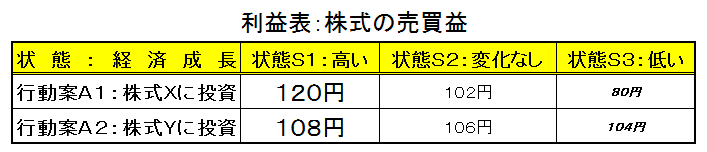 利益表：株式の売買益
状態：経済成長 状態Ｓ１：高い 状態Ｓ２：変化なし 状態Ｓ３：低い
行動案Ａ１：株式Ｘに投資 １２０円 102円 80円
行動案Ａ２：株式Ｙに投資 １０８円 106円 104円